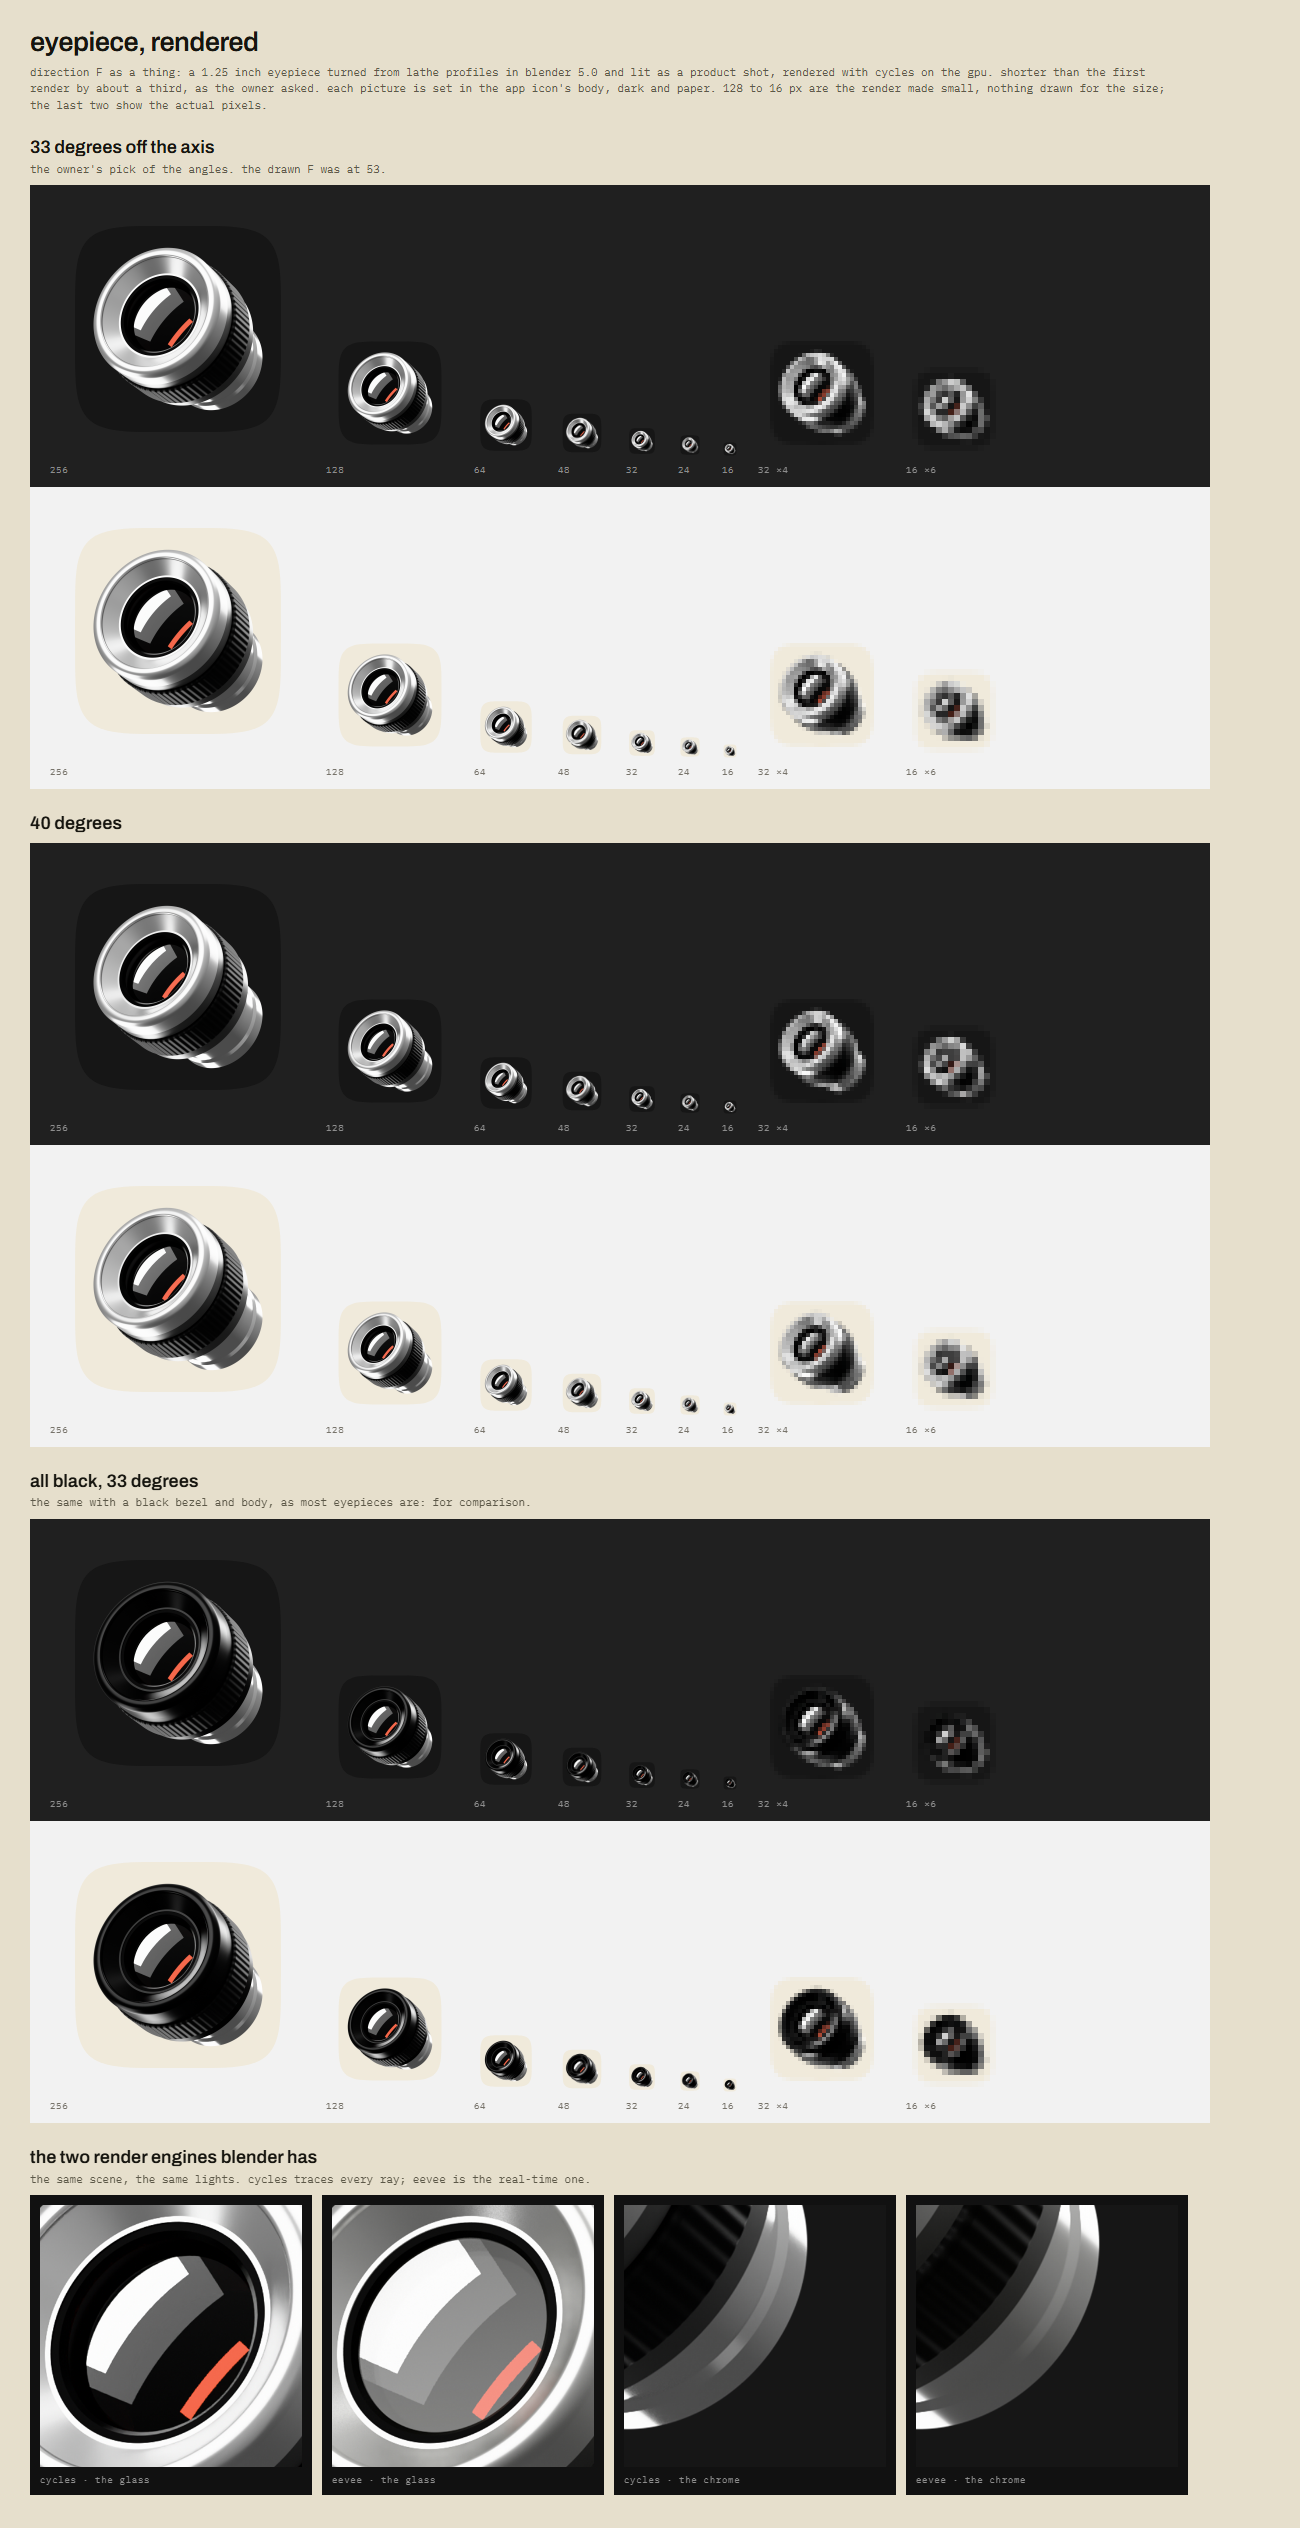 eyepiece, rendered
direction F as a thing: a 1.25 inch eyepiece turned from lathe profiles in blender 5.0 and lit as a product shot, rendered with cycles on the gpu. shorter than the first
render by about a third, as the owner asked. each picture is set in the app icon's body, dark and paper. 128 to 16 px are the render made small, nothing drawn for the size;
the last two show the actual pixels.
33 degrees off the axis
the owner's pick of the angles. the drawn F was at 53.
256 128 64 48 32 24 16 32 ×4 16 ×6
256 128 64 48 32 24 16 32 ×4 16 ×6
40 degrees
256 128 64 48 32 24 16 32 ×4 16 ×6
256 128 64 48 32 24 16 32 ×4 16 ×6
all black, 33 degrees
the same with a black bezel and body, as most eyepieces are: for comparison.
256 128 64 48 32 24 16 32 ×4 16 ×6
256 128 64 48 32 24 16 32 ×4 16 ×6
the two render engines blender has
the same scene, the same lights. cycles traces every ray; eevee is the real-time one.
cycles · the glass
eevee · the glass
cycles · the chrome
eevee · the chrome